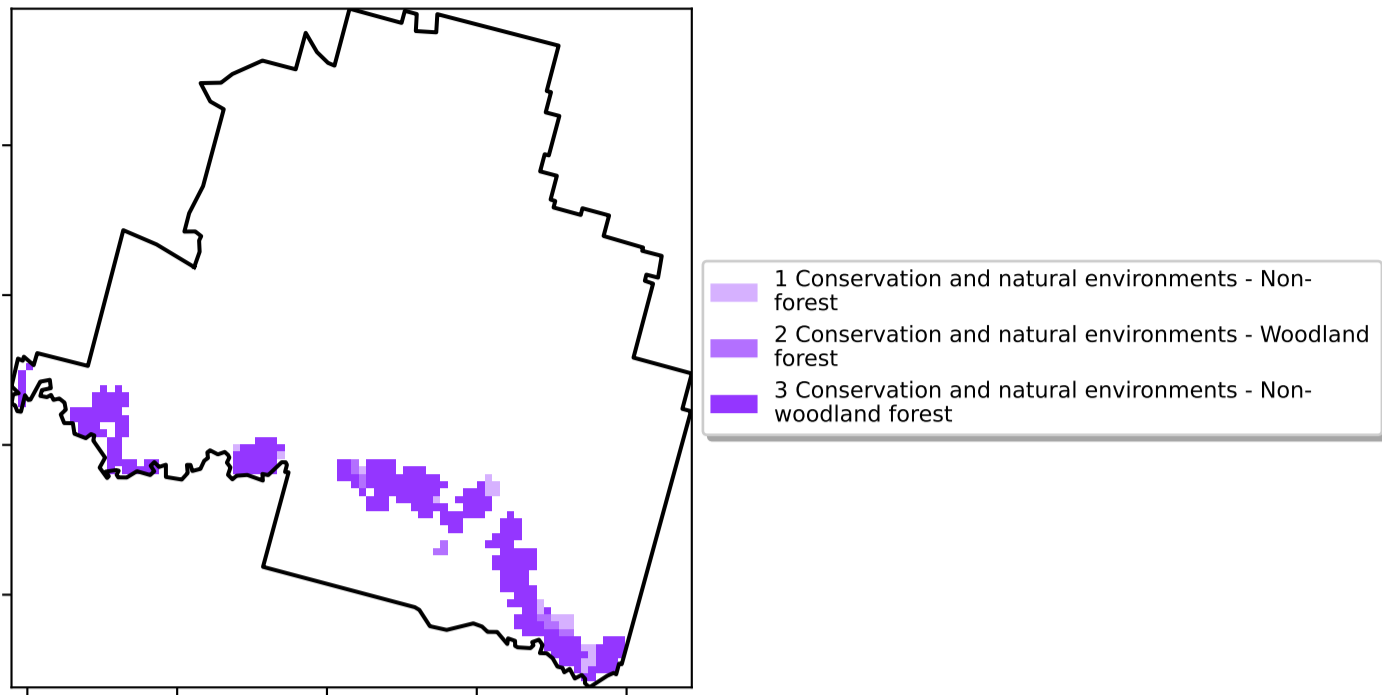 1 Conservation and natural environments - Non-
forest
2 Conservation and natural environments - Woodland
forest
3 Conservation and natural environments - Non-
woodland forest